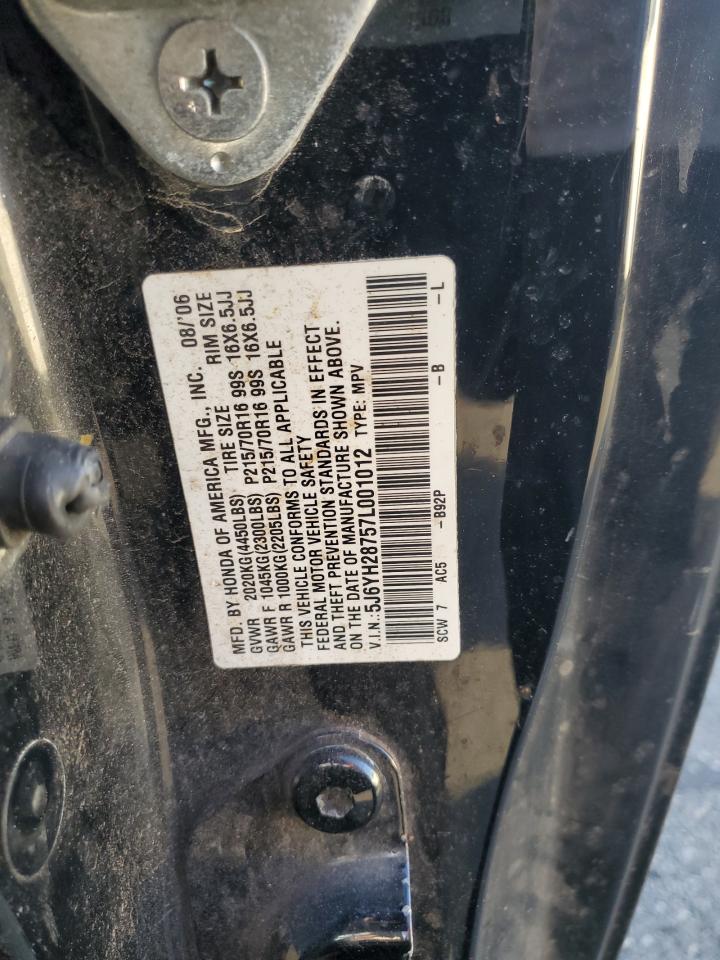 MFD. BY HONDA OF AMERICA MFG., INC. 08/'06
GVWR 2020KG(4450LBS) TIRE SIZE RIM SIZE
GAWR F 1045KG(2300LBS) P215/70R16 99S 16X6.5JJ
GAWR R 1000KG(2205LBS) P215/70R16 99S 16X6.5JJ
THIS VEHICLE CONFORMS TO ALL APPLICABLE
FEDERAL MOTOR VEHICLE SAFETY
AND THEFT PREVENTION STANDARDS IN EFFECT
ON THE DATE OF MANUFACTURE SHOWN ABOVE.
V.I.N.:5J6YH28757L001012 TYPE: MPV
SCW 7 AC5 -B92P -B -L